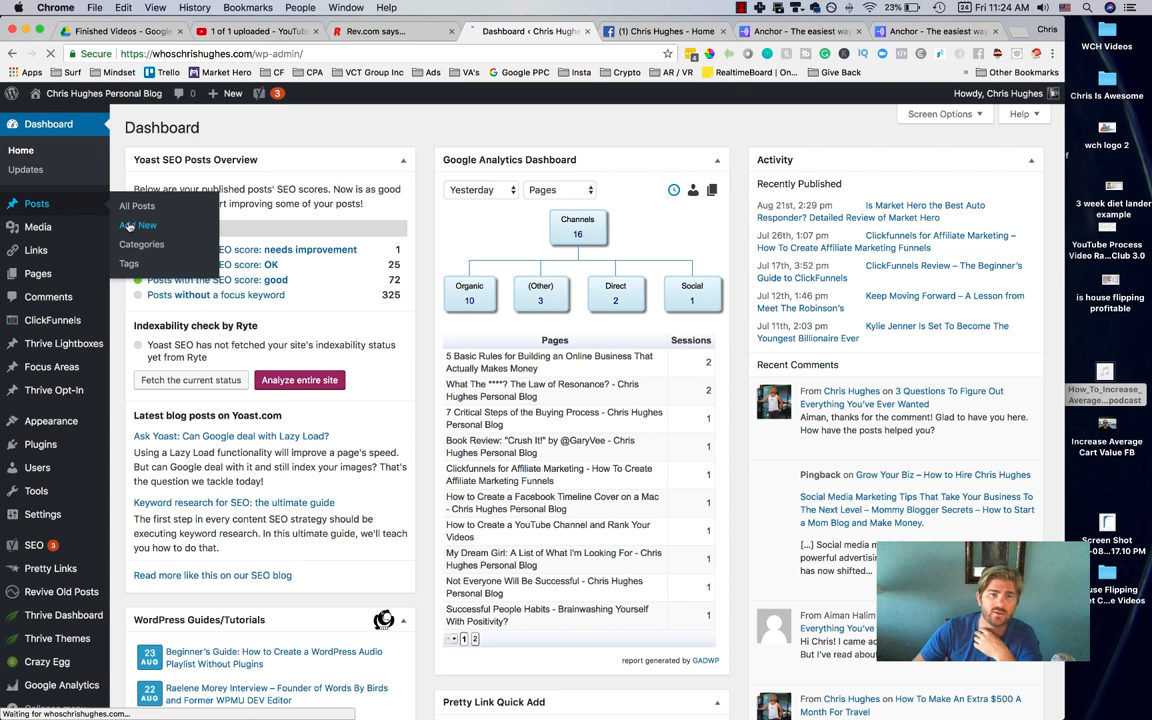 Chrome File Edit View History Bookmarks People Window Help
23% Fri 11:24 AM Chris Hughes
Finished Videos - Google
1 of 1 uploaded - YouTub
Rev.com says...
Dashboard ‹ Chris Hughe
(1) Chris Hughes - Home
Anchor - The easiest way
Anchor - The easiest way
Chris
Secure https://whoschrishughes.com/wp-admin/
Apps Surf Mindset Trello Market Hero CF CPA VCT Group Inc Ads VA's Google PPC Insta Crypto AR / VR RealtimeBoard | On... Give Back » Other Bookmarks
Chris Hughes Personal Blog 0 New 3 Howdy, Chris Hughes
Screen Options Help
Dashboard
Home
Updates
Posts
All Posts
Add New
Categories
Tags
Media
Links
Pages
Comments
ClickFunnels
Thrive Lightboxes
Focus Areas
Thrive Opt-In
Appearance
Plugins
Users
Tools
Settings
SEO 3
Pretty Links
Revive Old Posts
Thrive Dashboard
Thrive Themes
Crazy Egg
Google Analytics
Waiting for whoschrishughes.com...
Dashboard
Yoast SEO Posts Overview
Below are your published posts' SEO scores. Now is as good
rt improving some of your posts!
SEO score: needs improvement 1
SEO score: OK 25
Posts with the SEO score: good 72
Posts without a focus keyword 325
Indexability check by Ryte
Yoast SEO has not fetched your site's indexability status
yet from Ryte
Fetch the current status Analyze entire site
Latest blog posts on Yoast.com
Ask Yoast: Can Google deal with Lazy Load?
Using a Lazy Load functionality will improve a page's speed.
But can Google deal with it and still index your images? That's
the question we tackle today!
Keyword research for SEO: the ultimate guide
The first step in every content SEO strategy should be
executing keyword research. In this ultimate guide, we'll teach
you how to do that.
Read more like this on our SEO blog
WordPress Guides/Tutorials
23 AUG
Beginner's Guide: How to Create a WordPress Audio
Playlist Without Plugins
22 AUG
Raelene Morey Interview – Founder of Words By Birds
and Former WPMU DEV Editor
Google Analytics Dashboard
Yesterday Pages
Channels
16
Organic
10
(Other)
3
Direct
2
Social
1
Pages Sessions
5 Basic Rules for Building an Online Business That
Actually Makes Money 2
What The ****? The Law of Resonance? - Chris
Hughes Personal Blog 2
7 Critical Steps of the Buying Process - Chris
Hughes Personal Blog 1
Book Review: "Crush It!" by @GaryVee - Chris
Hughes Personal Blog 1
Clickfunnels for Affiliate Marketing - How To Create
Affiliate Marketing Funnels 1
How to Create a Facebook Timeline Cover on a Mac
- Chris Hughes Personal Blog 1
How to Create a YouTube Channel and Rank Your
Videos 1
My Dream Girl: A List of What I'm Looking For - Chris
Hughes Personal Blog 1
Not Everyone Will Be Successful - Chris Hughes
Personal Blog 1
Successful People Habits - Brainwashing Yourself
With Positivity? 1
1 2
report generated by GADWP
Pretty Link Quick Add
Activity
Recently Published
Aug 21st, 2:29 pm Is Market Hero the Best Auto
Responder? Detailed Review of Market Hero
Jul 26th, 1:07 pm Clickfunnels for Affiliate Marketing –
How To Create Affiliate Marketing Funnels
Jul 17th, 3:52 pm ClickFunnels Review – The Beginner's
Guide to ClickFunnels
Jul 12th, 1:46 pm Keep Moving Forward – A Lesson from
Meet The Robinson's
Jul 11th, 2:03 pm Kylie Jenner Is Set To Become The
Youngest Billionaire Ever
Recent Comments
From Chris Hughes on 3 Questions To Figure Out
Everything You've Ever Wanted
Aiman, thanks for the comment! Glad to have you here.
How have the posts helped you?
Pingback on Grow Your Biz – How to Hire Chris Hughes
Social Media Marketing Tips That Take Your Business To
The Next Level – Mommy Blogger Secrets – How to Start
a Mom Blog and Make Money.
[...] Social media m
powerful advertisin
has now shifted...
From Aiman Halim
Everything You've
Hi Chris! I came ac
But I've read abou
From Chris Hughes on How To Make An Extra $500 A
Month For Travel
WCH Videos
Chris Is Awesome
wch logo 2
f
3 week diet lander
example
YouTube Process
Video Ra...Club 3.0
is house flipping
profitable
How_To_Increase_
Average...podcast
Increase Average
Cart Value FB
Screen Shot
-08...17.10 PM
use Flipping
et C...e Videos